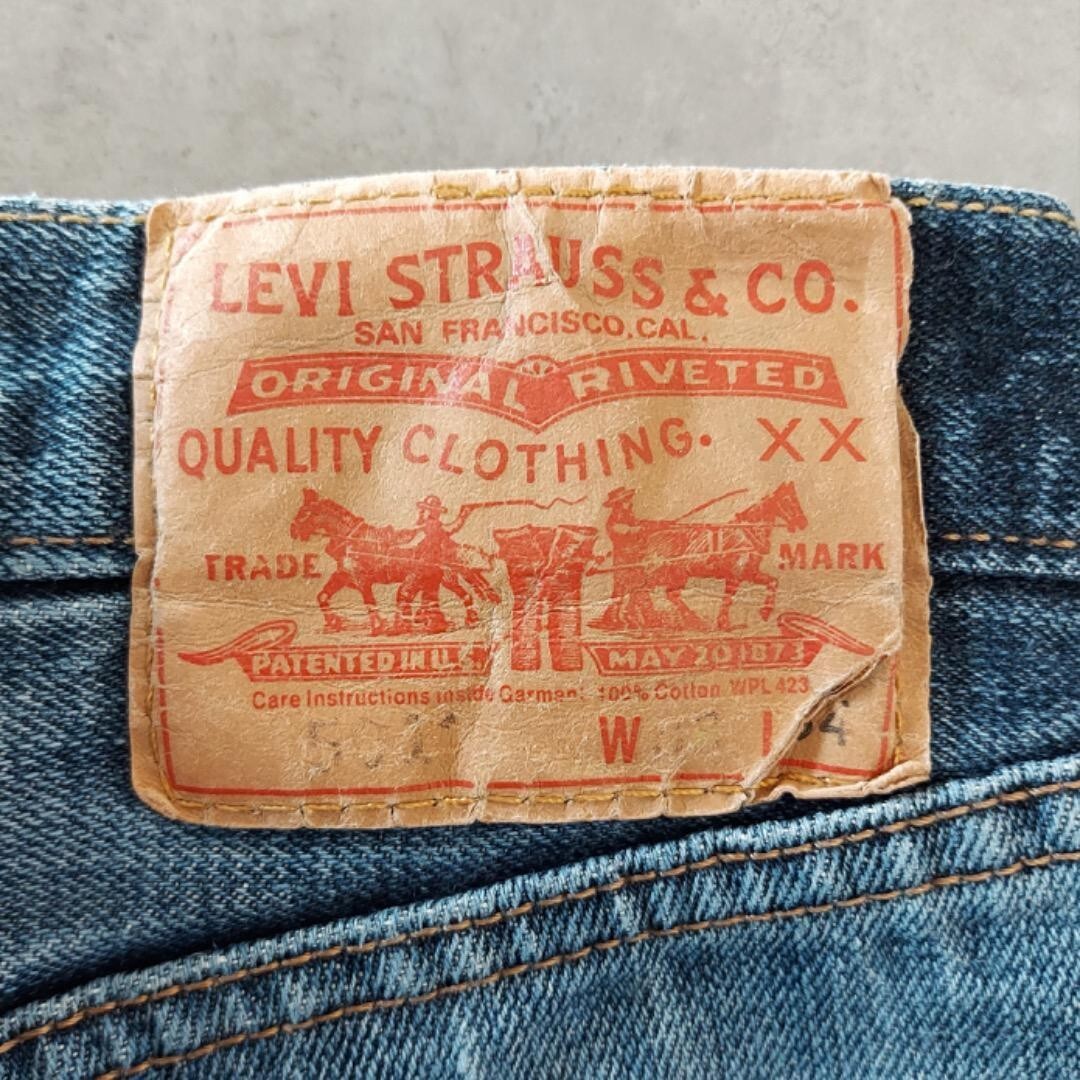 LEVI STRAUSS & CO.
SAN FRANCISCO, CAL.
ORIGINAL RIVETED
QUALITY CLOTHING. XX
TRADE MARK
PATENTED IN U.S. MAY 20 1873
Care Instructions inside Garment 100% Cotton WPL 423
W L 34